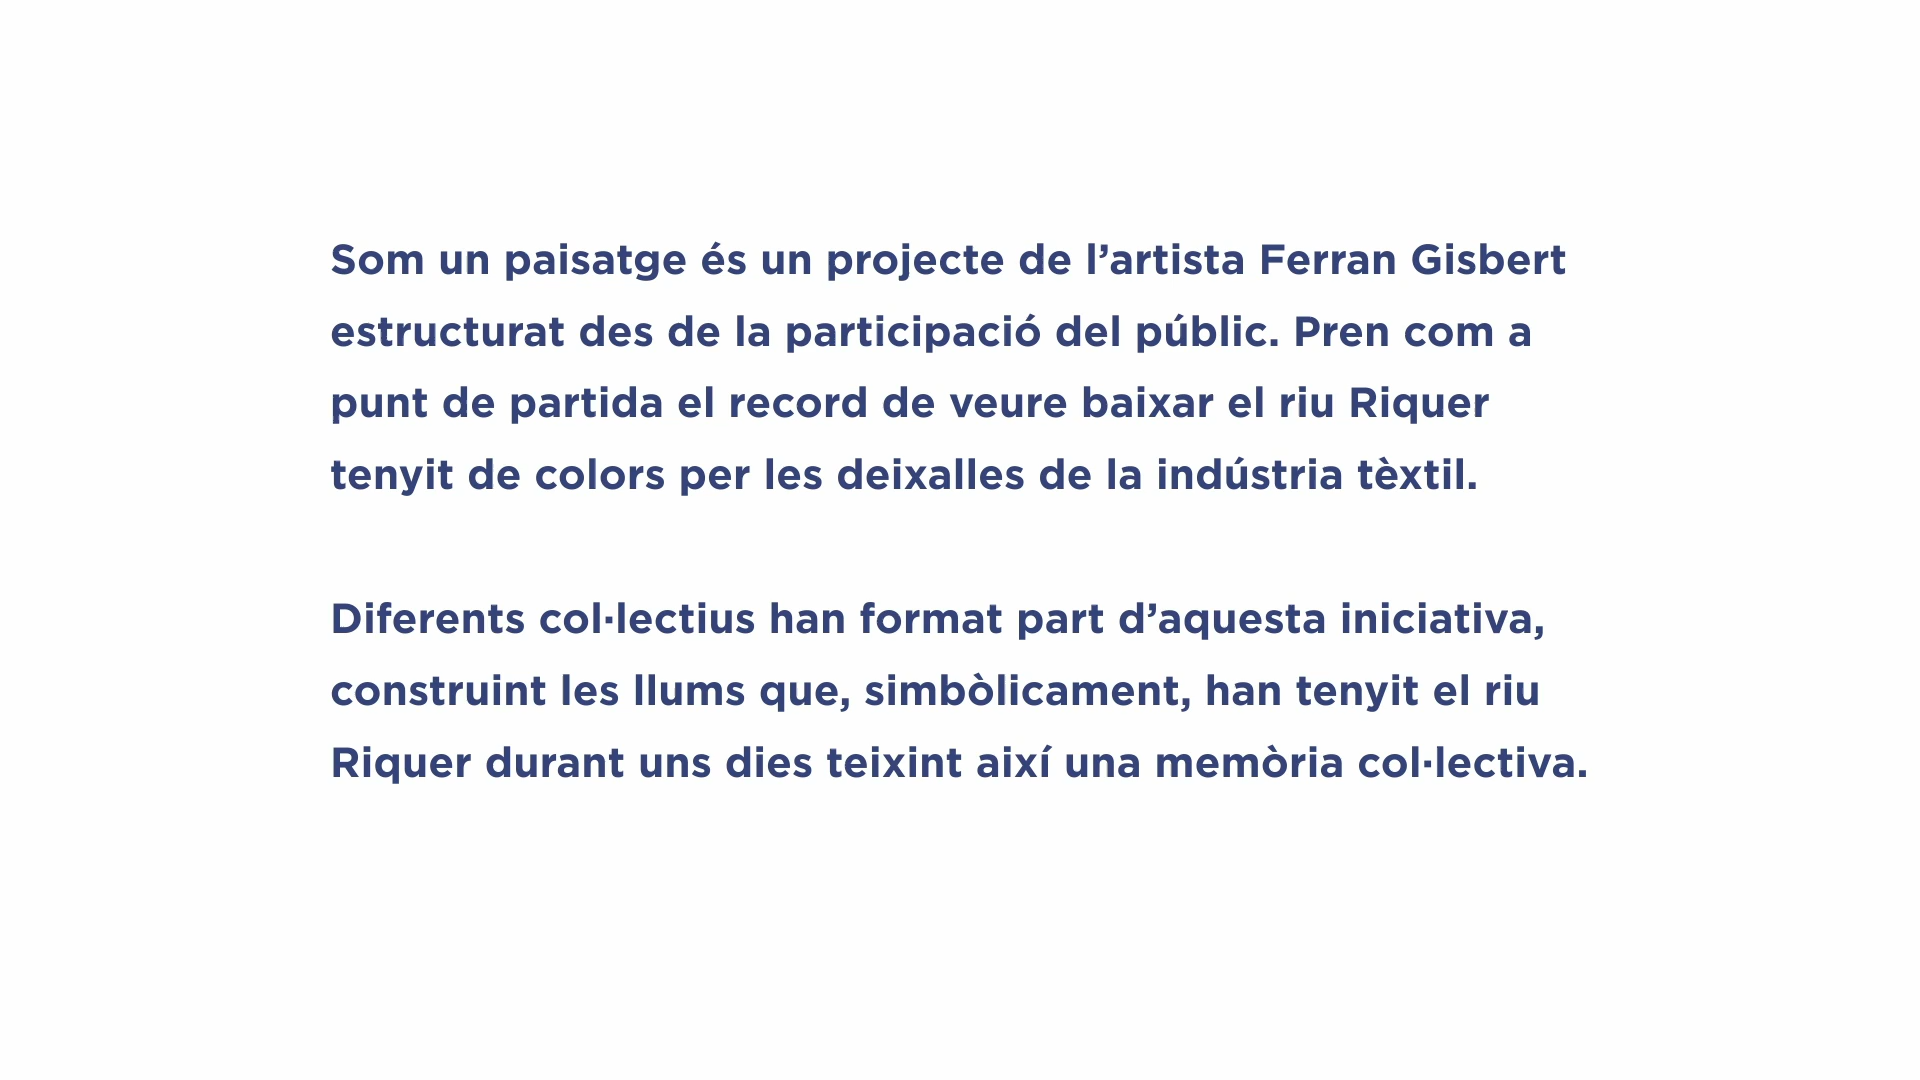 Som un paisatge és un projecte de l’artista Ferran Gisbert
estructurat des de la participació del públic. Pren com a
punt de partida el record de veure baixar el riu Riquer
tenyit de colors per les deixalles de la indústria tèxtil.
Diferents col·lectius han format part d’aquesta iniciativa,
construint les llums que, simbòlicament, han tenyit el riu
Riquer durant uns dies teixint així una memòria col·lectiva.